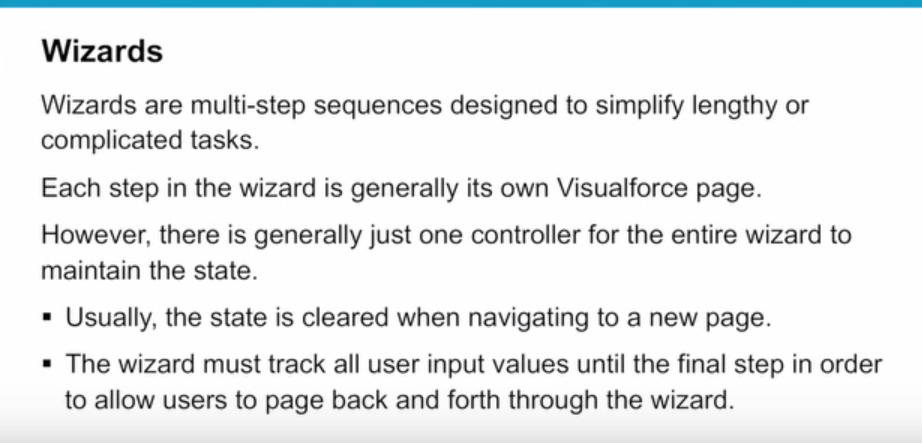 Wizards
Wizards are multi-step sequences designed to simplify lengthy or
complicated tasks.
Each step in the wizard is generally its own Visualforce page.
However, there is generally just one controller for the entire wizard to
maintain the state.
▪ Usually, the state is cleared when navigating to a new page.
▪ The wizard must track all user input values until the final step in order
to allow users to page back and forth through the wizard.